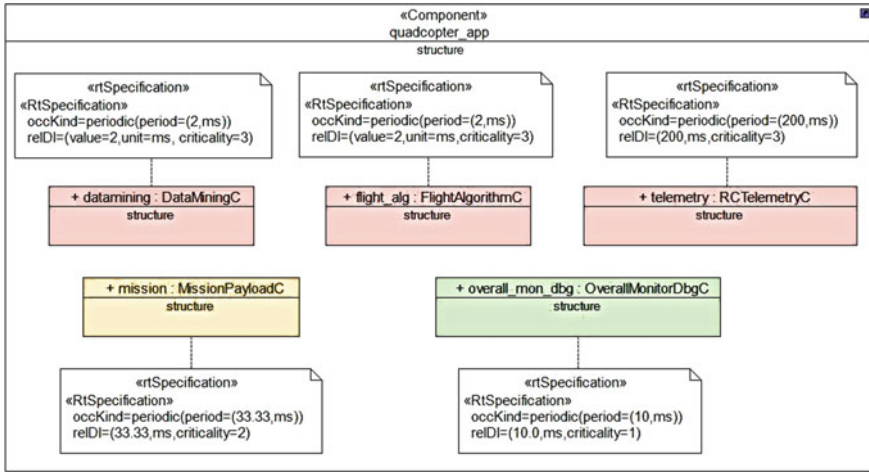 «Component»
quadcopter_app
structure
«rtSpecification»
«RtSpecification»
occKind=periodic(period=(2,ms))
relDl=(value=2,unit=ms, criticality=3)
«rtSpecification»
«RtSpecification»
occKind=periodic(period=(2,ms))
relDl=(value=2,unit=ms,criticality=3)
«rtSpecification»
«RtSpecification»
occKind=periodic(period=(200,ms))
relDl=(200,ms,criticality=3)
+ datamining : DataMiningC
structure
+ flight_alg : FlightAlgorithmC
structure
+ telemetry : RCTelemetryC
structure
+ mission : MissionPayloadC
structure
+ overall_mon_dbg : OverallMonitorDbgC
structure
«rtSpecification»
«RtSpecification»
occKind=periodic(period=(33.33,ms))
relDl=(33.33,ms,criticality=2)
«rtSpecification»
«RtSpecification»
occKind=periodic(period=(10,ms))
relDl=(10.0,ms,criticality=1)